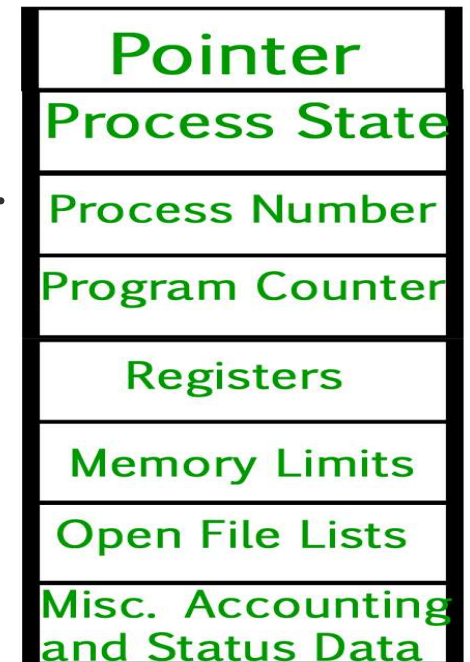 Pointer
Process State
Process Number
Program Counter
Registers
Memory Limits
Open File Lists
Misc. Accounting
and Status Data